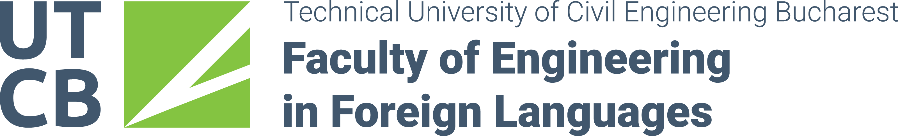 UT
CB
Technical University of Civil Engineering Bucharest
Faculty of Engineering
in Foreign Languages